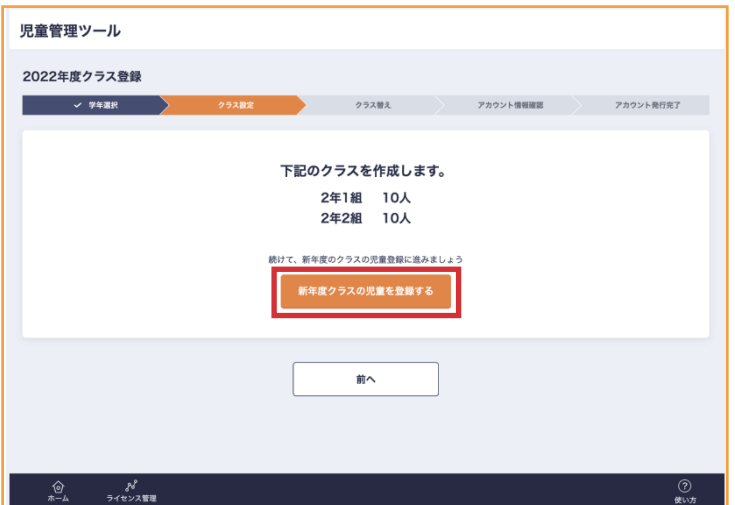 児童管理ツール
2022年度クラス登録
学年選択
クラス設定
クラス替え
アカウント情報確認
アカウント発行完了
下記のクラスを作成します。
2年1組 10人
2年2組 10人
続けて、新年度のクラスの児童登録に進みましょう
新年度クラスの児童を登録する
前へ
ホーム
ライセンス管理
使い方